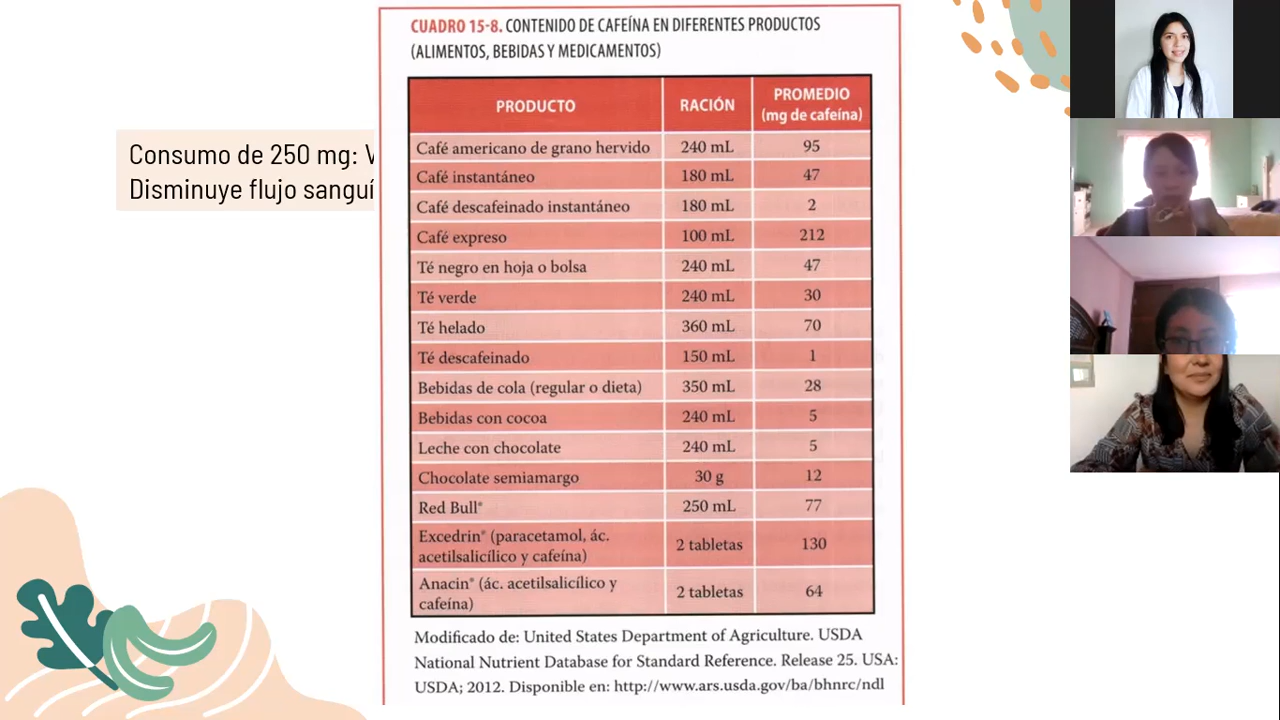 CUADRO 15-8. CONTENIDO DE CAFEÍNA EN DIFERENTES PRODUCTOS
(ALIMENTOS, BEBIDAS Y MEDICAMENTOS)
Consumo de 250 mg: V
Disminuye flujo sanguí
PRODUCTO RACIÓN PROMEDIO
(mg de cafeína)
Café americano de grano hervido 240 mL 95
Café instantáneo 180 mL 47
Café descafeinado instantáneo 180 mL 2
Café expreso 100 mL 212
Té negro en hoja o bolsa 240 mL 47
Té verde 240 mL 30
Té helado 360 mL 70
Té descafeinado 150 mL 1
Bebidas de cola (regular o dieta) 350 mL 28
Bebidas con cocoa 240 mL 5
Leche con chocolate 240 mL 5
Chocolate semiamargo 30 g 12
Red Bull® 250 mL 77
Excedrin® (paracetamol, ác.
acetilsalicílico y cafeína) 2 tabletas 130
Anacin® (ác. acetilsalicílico y
cafeína) 2 tabletas 64
Modificado de: United States Department of Agriculture. USDA
National Nutrient Database for Standard Reference. Release 25. USA:
USDA; 2012. Disponible en: http://www.ars.usda.gov/ba/bhnrc/ndl